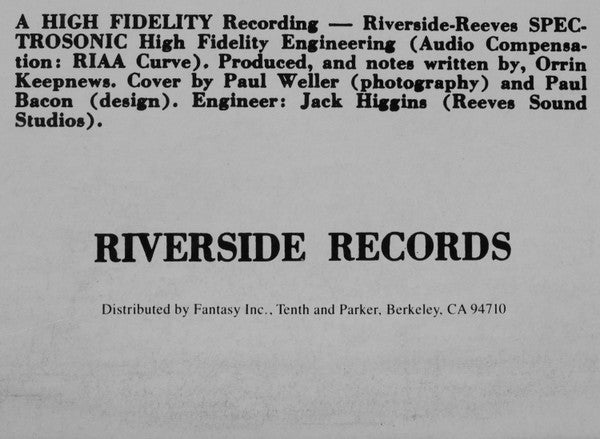 A HIGH FIDELITY Recording — Riverside-Reeves SPEC-
TROSONIC High Fidelity Engineering (Audio Compensa-
tion: RIAA Curve). Produced, and notes written by, Orrin
Keepnews. Cover by Paul Weller (photography) and Paul
Bacon (design). Engineer: Jack Higgins (Reeves Sound
Studios).
RIVERSIDE RECORDS
Distributed by Fantasy Inc., Tenth and Parker, Berkeley, CA 94710